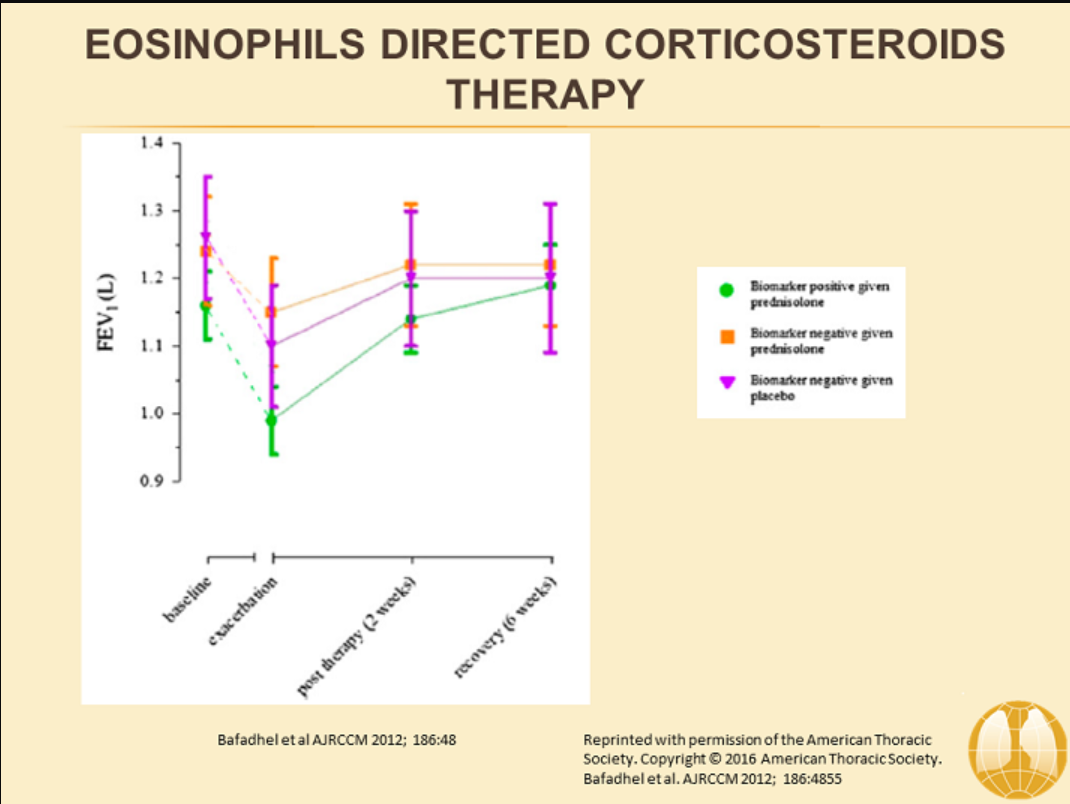 EOSINOPHILS DIRECTED CORTICOSTEROIDS
THERAPY
1.4
1.3
1.2
1.1
1.0
0.9
FEV1 (L)
baseline
exacerbation
post therapy (2 weeks)
recovery (6 weeks)
Biomarker positive given
prednisolone
Biomarker negative given
prednisolone
Biomarker negative given
placebo
Bafadhel et al AJRCCM 2012; 186:48
Reprinted with permission of the American Thoracic
Society. Copyright © 2016 American Thoracic Society.
Bafadhel et al. AJRCCM 2012; 186:4855